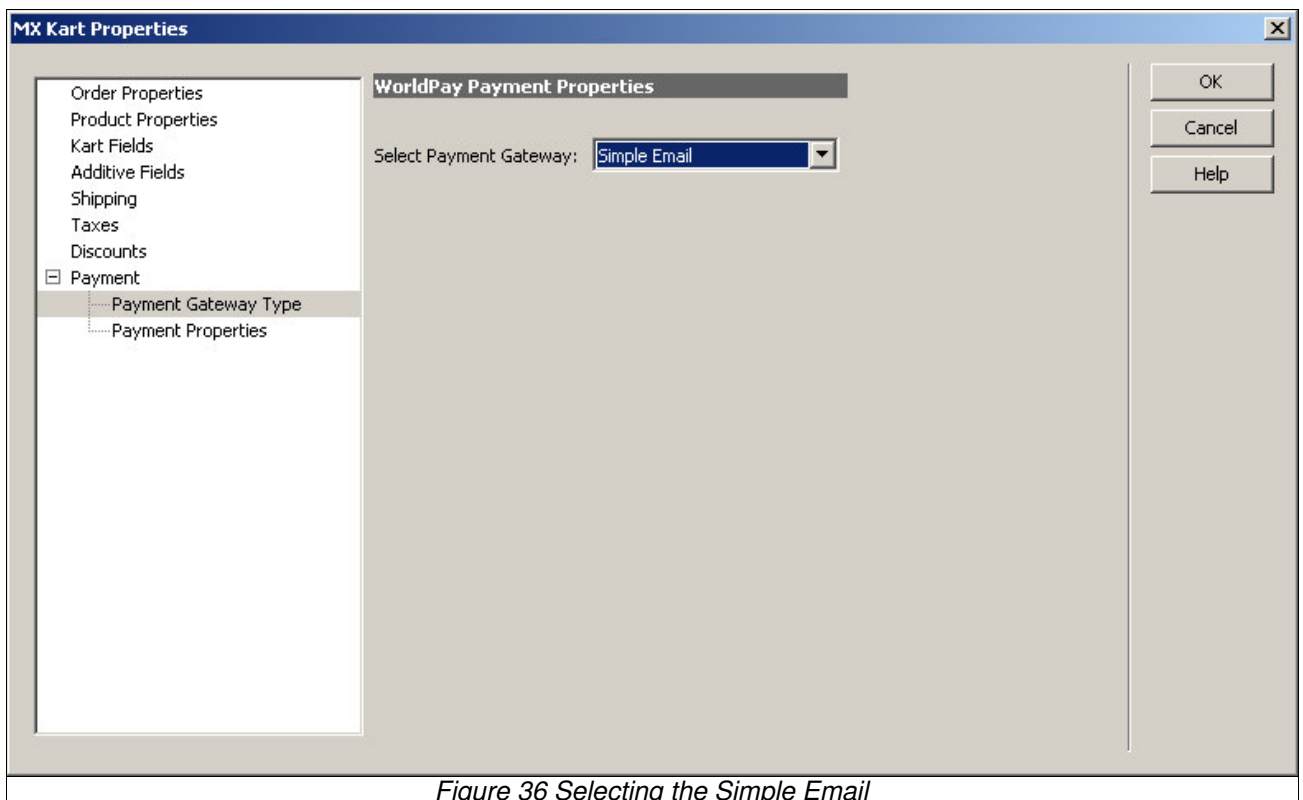 MX Kart Properties
Order Properties
Product Properties
Kart Fields
Additive Fields
Shipping
Taxes
Discounts
Payment
Payment Gateway Type
Payment Properties
WorldPay Payment Properties
Select Payment Gateway: Simple Email
OK
Cancel
Help
Figure 36 Selecting the Simple Email